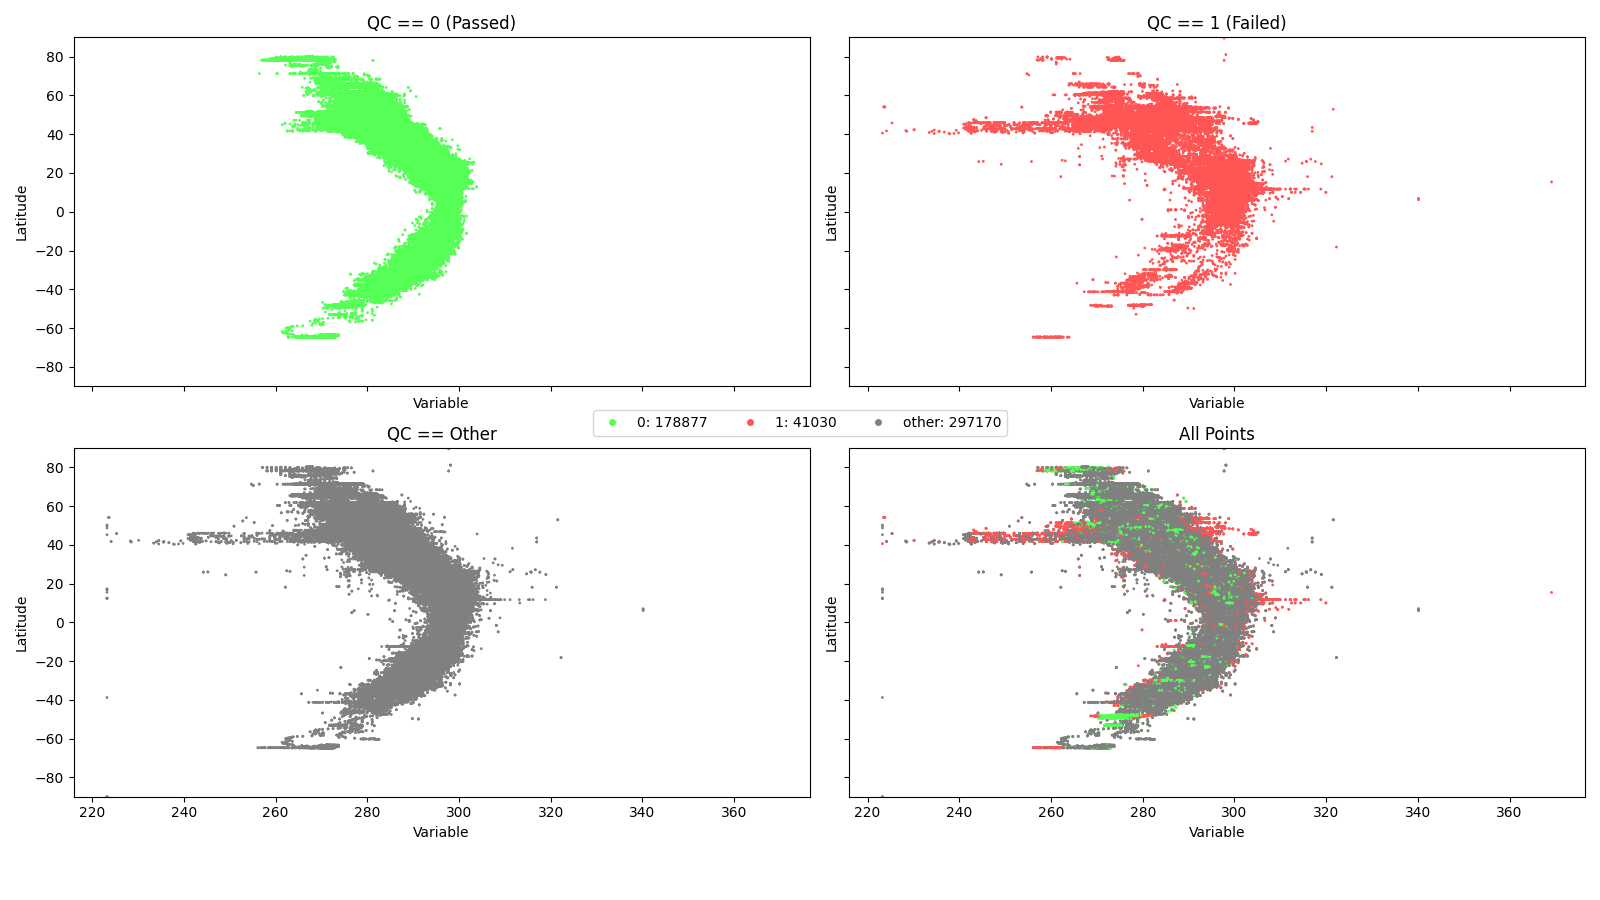 QC == 0 (Passed)
QC == 1 (Failed)
80
60
40
20
0
−20
−40
−60
−80
Latitude
Latitude
Variable
Variable
0: 178877
1: 41030
other: 297170
QC == Other
All Points
80
60
40
20
0
−20
−40
−60
−80
Latitude
Latitude
220 240 260 280 300 320 340 360
220 240 260 280 300 320 340 360
Variable
Variable